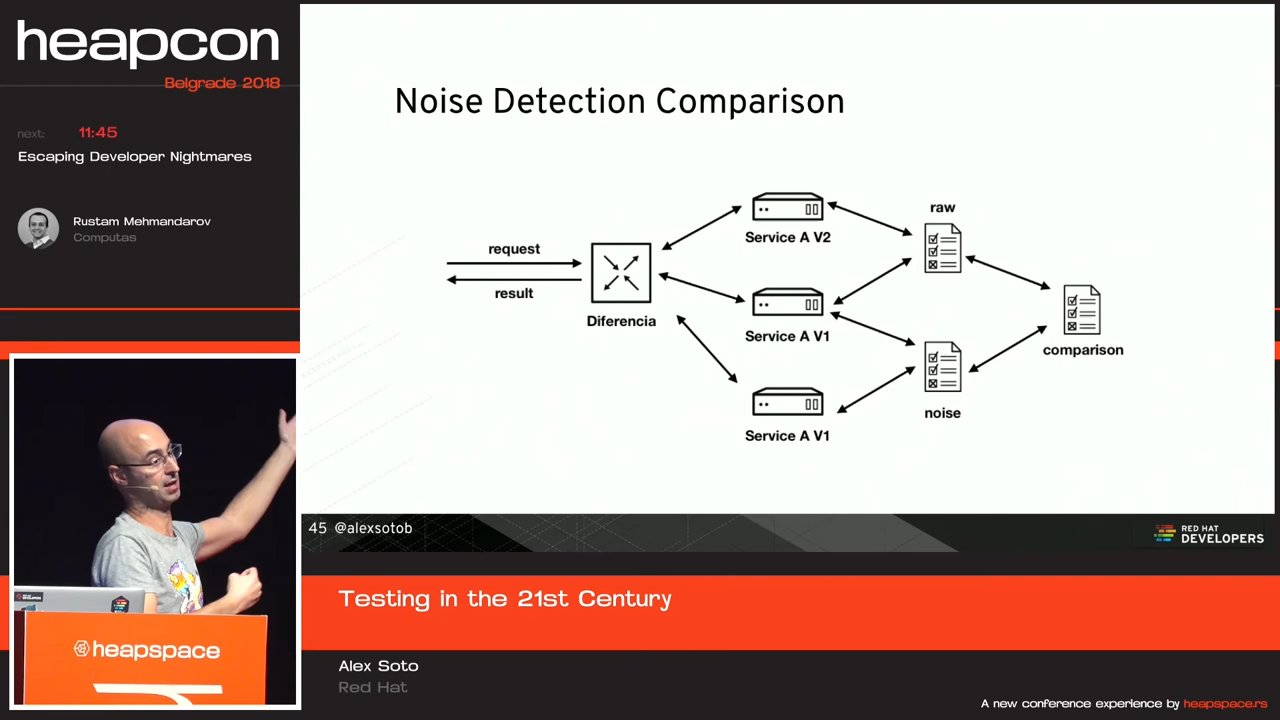 heapcon
Belgrade 2018
next: 11:45
Escaping Developer Nightmares
Rustam Mehmandarov
Computas
Noise Detection Comparison
request
result
Diferencia
Service A V2
Service A V1
Service A V1
raw
noise
comparison
45 @alexsotob
RED HAT
DEVELOPERS
heapspace
Testing in the 21st Century
Alex Soto
Red Hat
A new conference experience by heapspace.rs